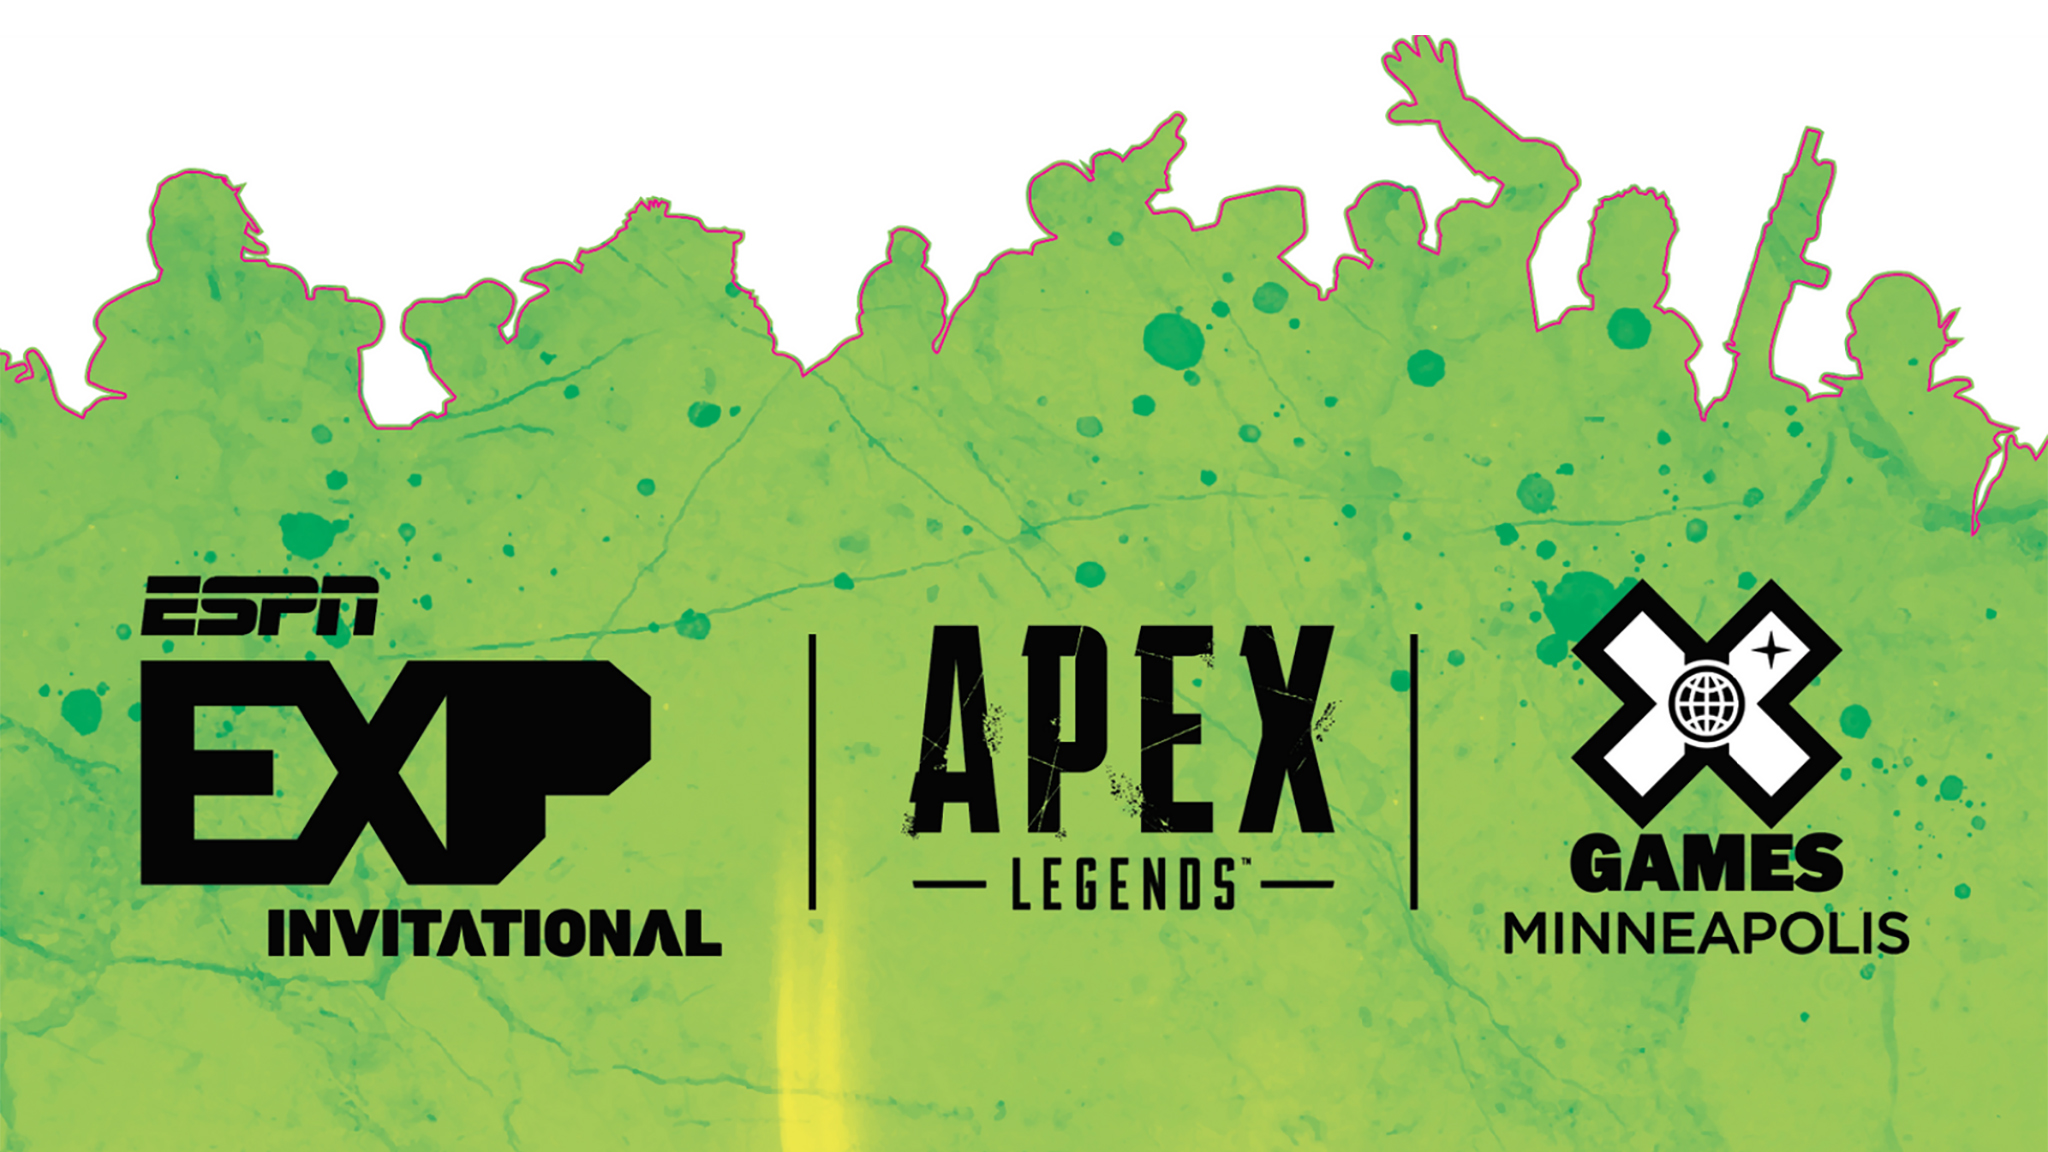 ESPN
EXP
INVITATIONAL
APEX
LEGENDS™
X
GAMES
MINNEAPOLIS